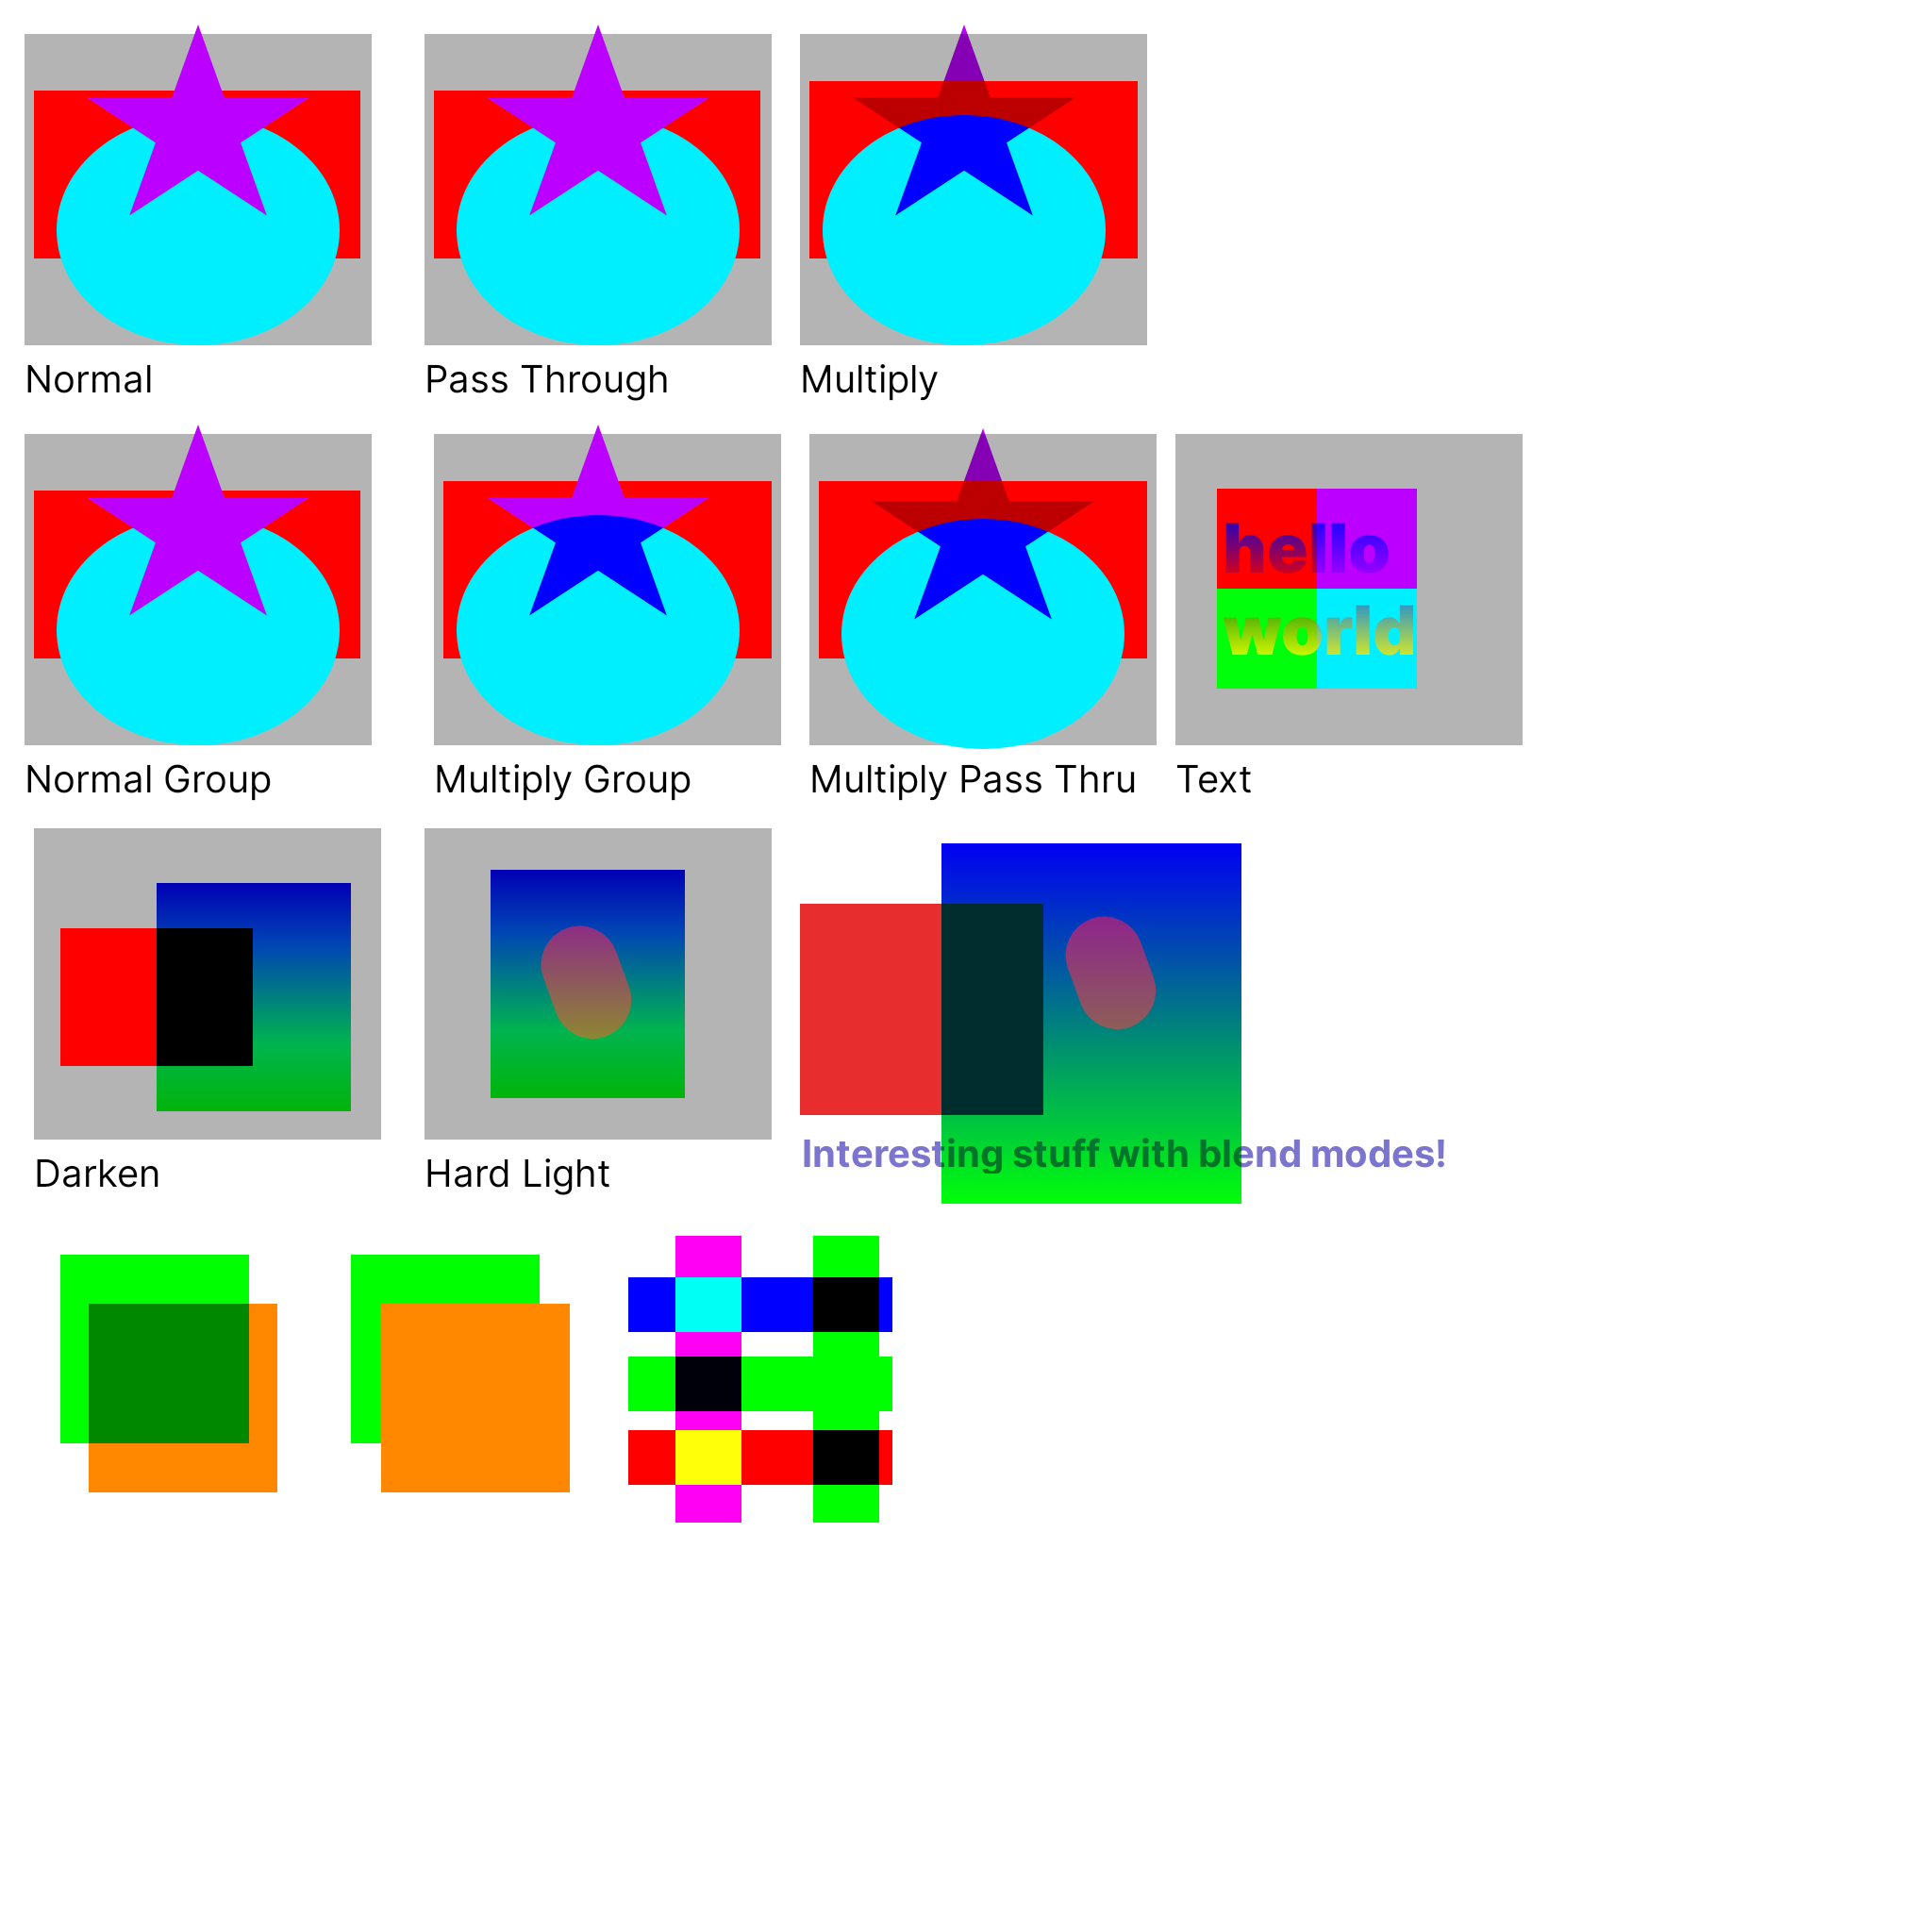 Normal
Pass Through
Multiply
Normal Group
Multiply Group
Multiply Pass Thru
hello
world
Text
Darken
Hard Light
Interesting stuff with blend modes!